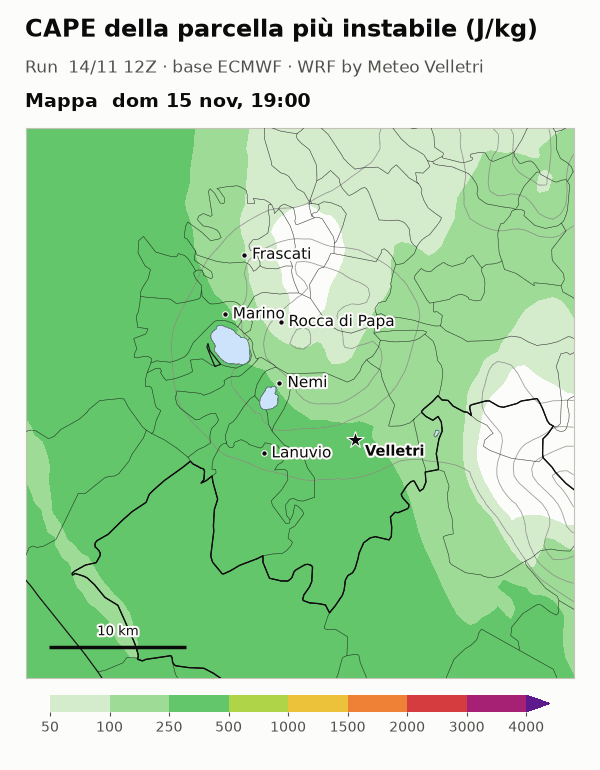 CAPE della parcella più instabile (J/kg)
Run  14/11 12Z · base ECMWF · WRF by Meteo Velletri
Mappa  dom 15 nov, 19:00
Frascati
Marino
Rocca di Papa
Nemi
Velletri
Lanuvio
10 km
50 100 250 500 1000 1500 2000 3000 4000